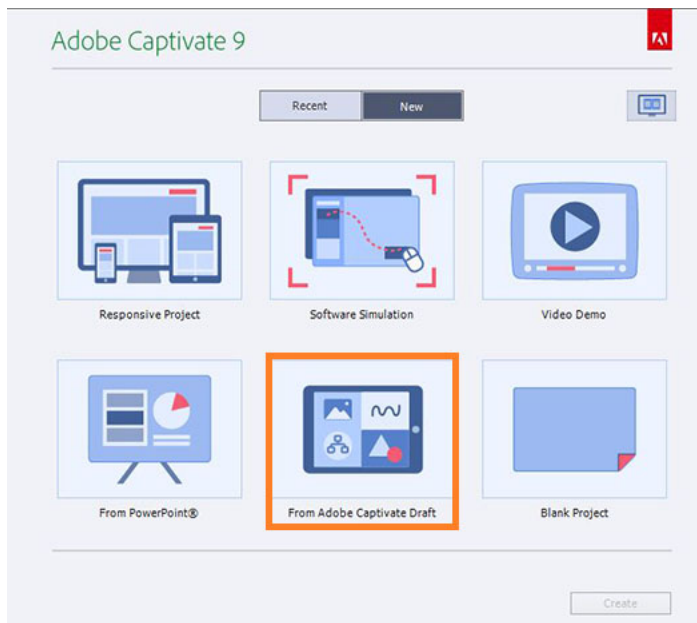 Adobe Captivate 9
Recent New
Responsive Project Software Simulation Video Demo
From PowerPoint® From Adobe Captivate Draft Blank Project
Create